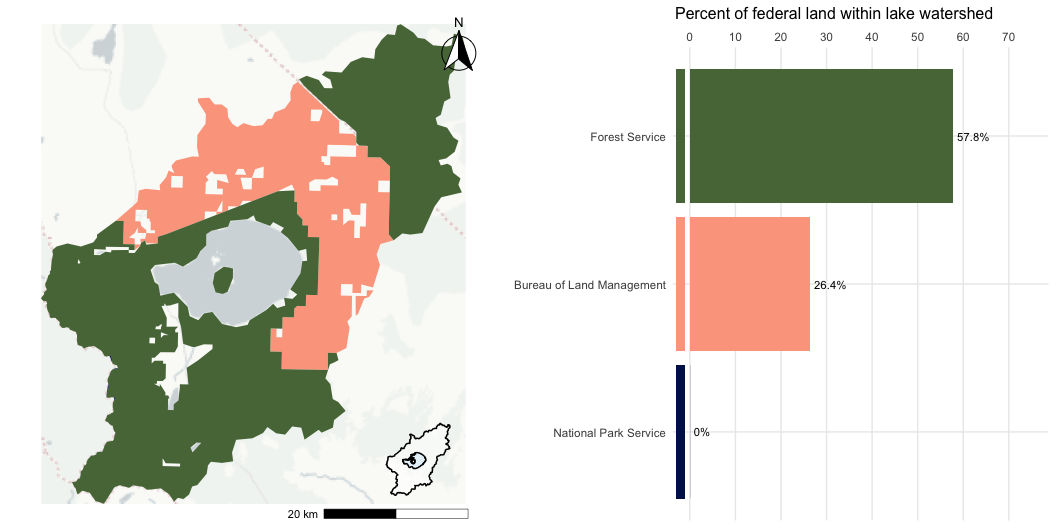 N
20 km
Percent of federal land within lake watershed
0 10 20 30 40 50 60 70
Forest Service 57.8%
Bureau of Land Management 26.4%
National Park Service 0%